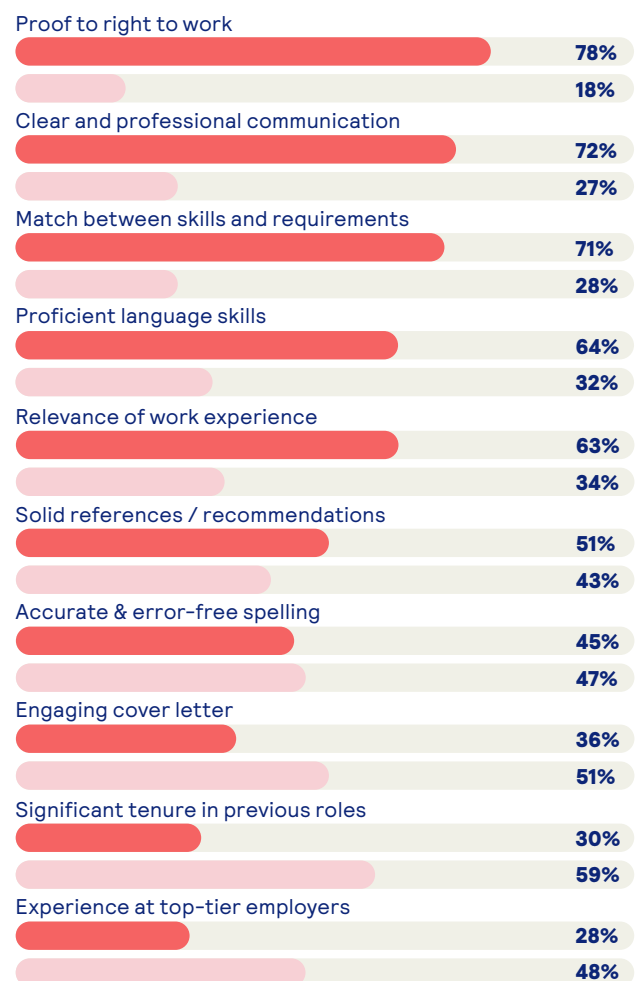 Proof to right to work
78%
18%
Clear and professional communication
72%
27%
Match between skills and requirements
71%
28%
Proficient language skills
64%
32%
Relevance of work experience
63%
34%
Solid references / recommendations
51%
43%
Accurate & error-free spelling
45%
47%
Engaging cover letter
36%
51%
Significant tenure in previous roles
30%
59%
Experience at top-tier employers
28%
48%